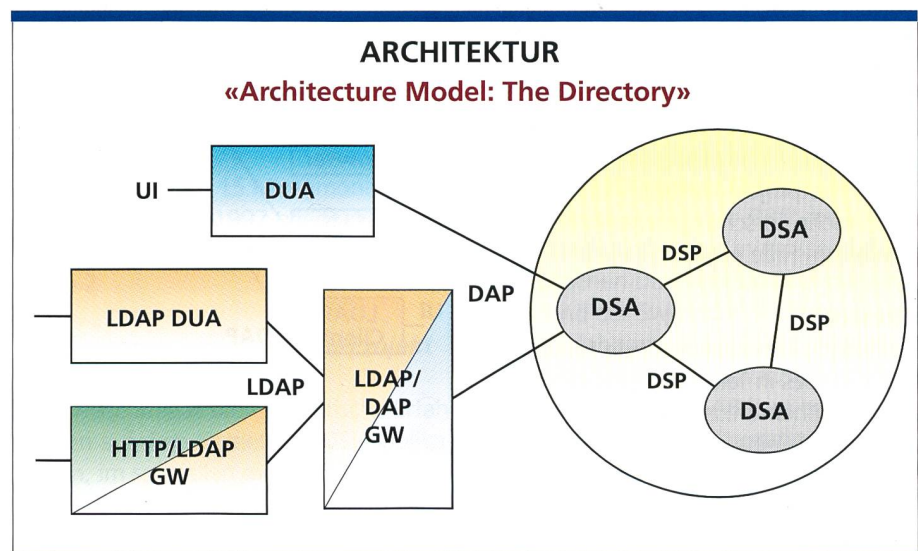 ARCHITEKTUR
«Architecture Model: The Directory»
UI
DUA
LDAP DUA
LDAP
HTTP/LDAP
GW
LDAP/
DAP
GW
DAP
DSA
DSP
DSA
DSP
DSP
DSA